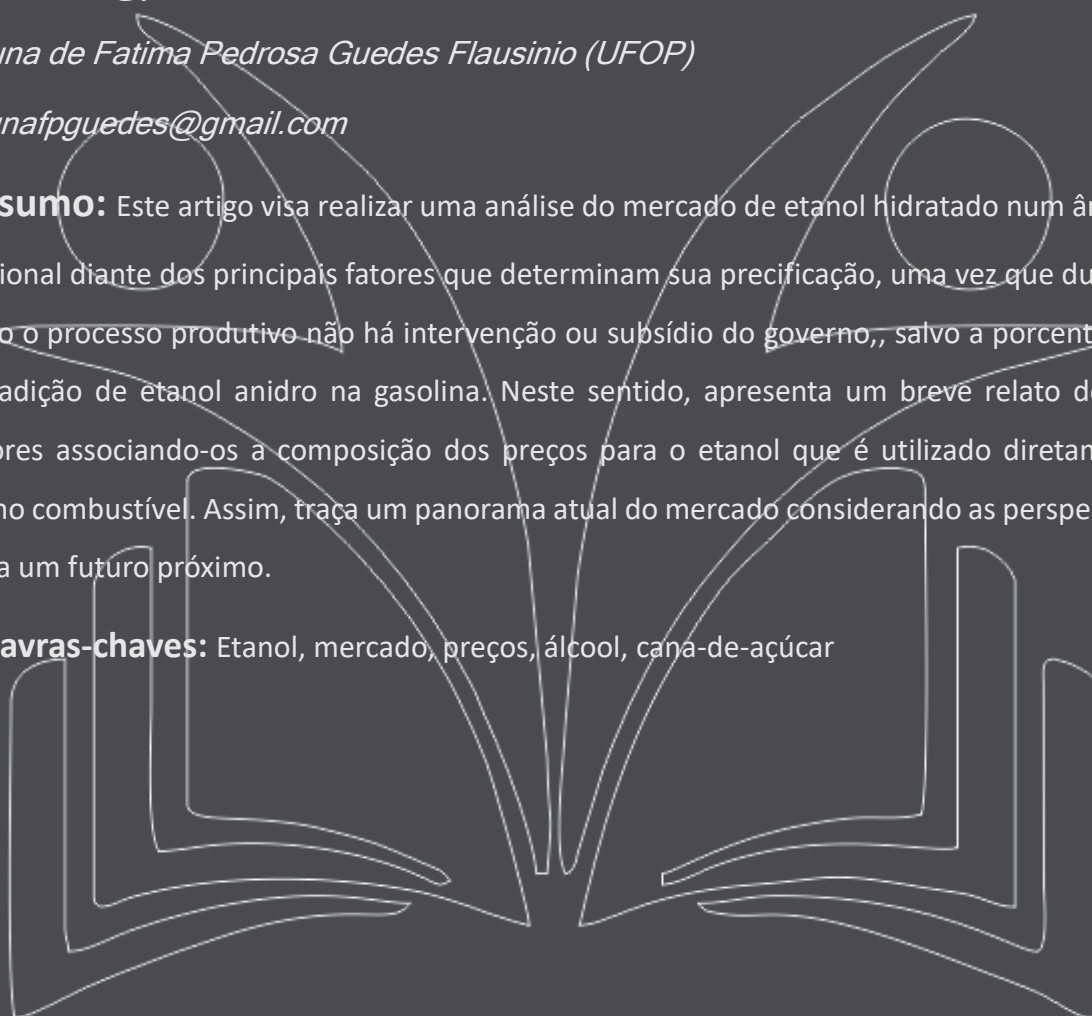 una de Fatima Pedrosa Guedes Flausinio (UFOP)
unafpguedes@gmail.com
sumo: Este artigo visa realizar uma análise do mercado de etanol hidratado num âm
ional diante dos principais fatores que determinam sua precificação, uma vez que du
o o processo produtivo não há intervenção ou subsídio do governo,, salvo a porcent
adição de etanol anidro na gasolina. Neste sentido, apresenta um breve relato de
ores associando-os a composição dos preços para o etanol que é utilizado diretan
no combustível. Assim, traça um panorama atual do mercado considerando as perspe
a um futuro próximo.
avras-chaves: Etanol, mercado, preços, álcool, cana-de-açúcar